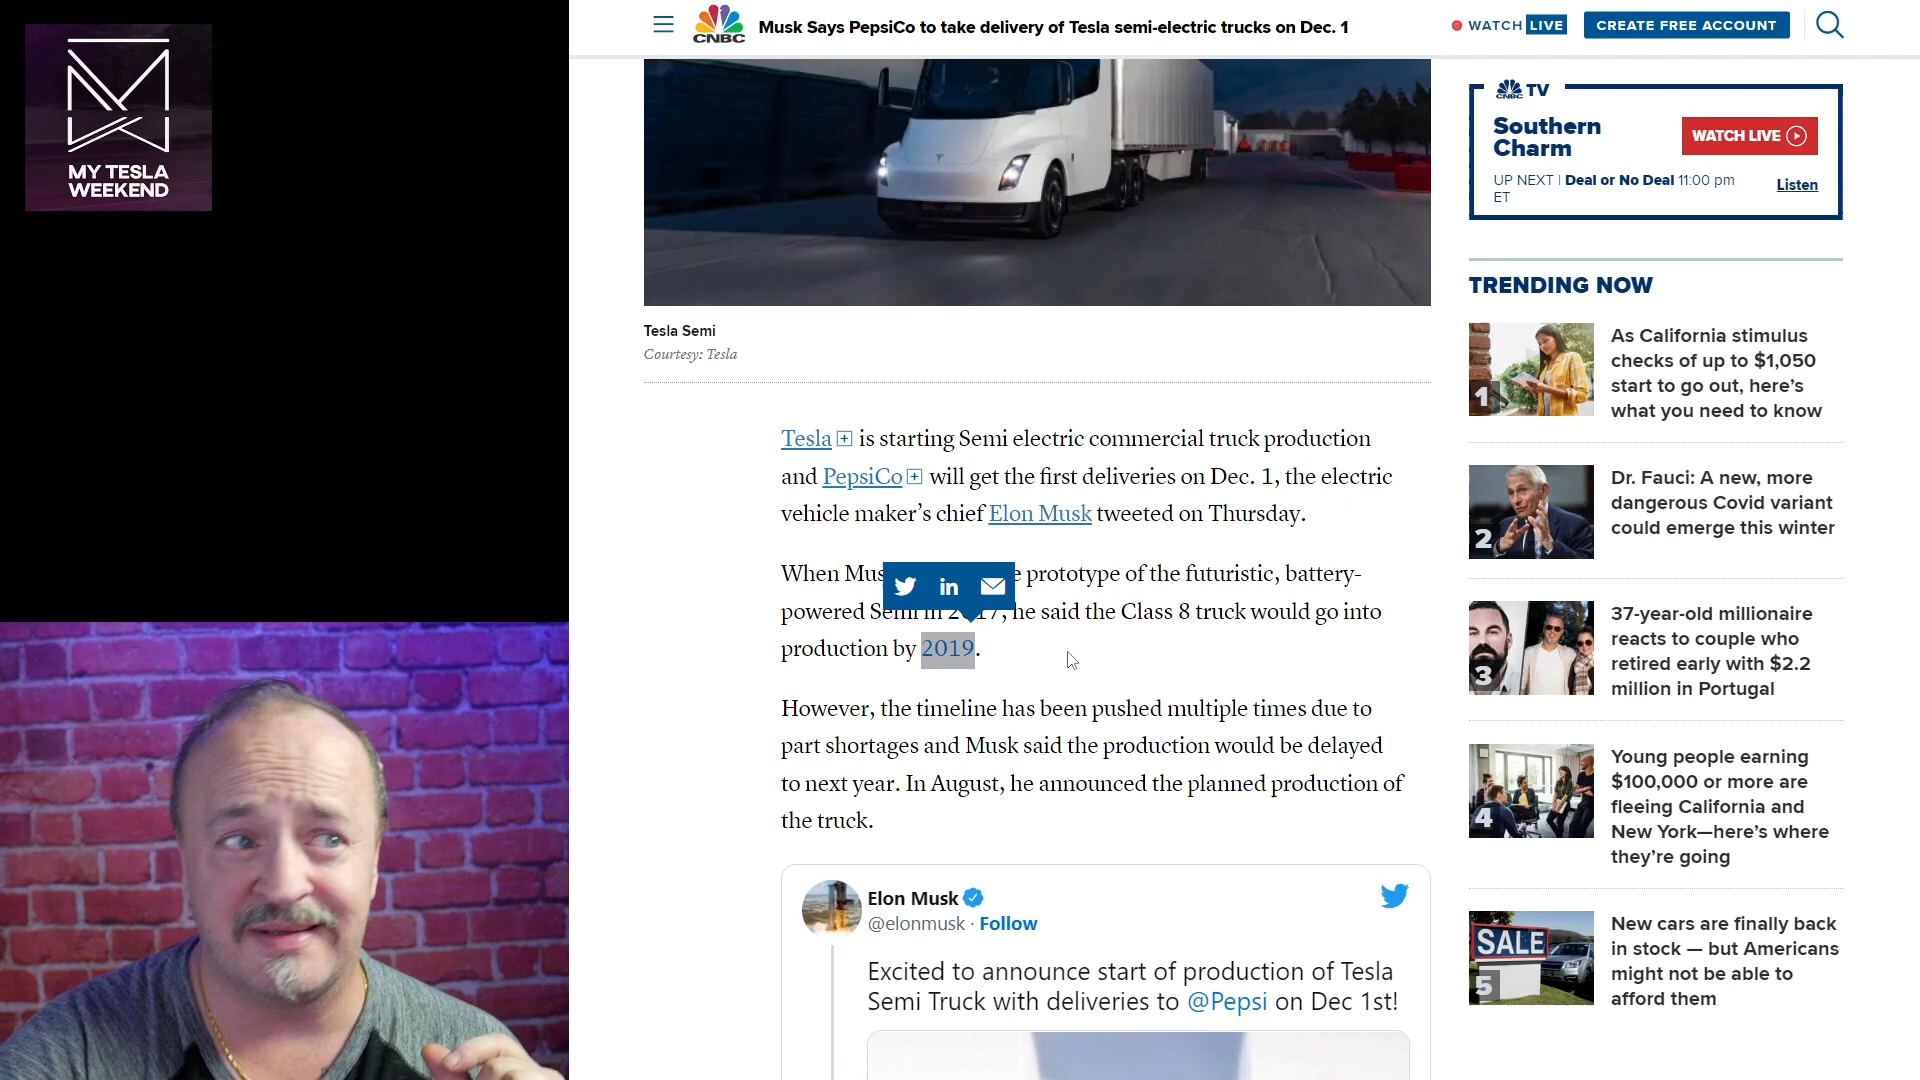 MY TESLA
WEEKEND
CNBC
Musk Says PepsiCo to take delivery of Tesla semi-electric trucks on Dec. 1
WATCH LIVE
CREATE FREE ACCOUNT
Tesla Semi
Courtesy: Tesla
Tesla is starting Semi electric commercial truck production
and PepsiCo will get the first deliveries on Dec. 1, the electric
vehicle maker’s chief Elon Musk tweeted on Thursday.
When prototype of the futuristic, battery-
powered Semi in 2017, he said the Class 8 truck would go into
production by 2019.
However, the timeline has been pushed multiple times due to
part shortages and Musk said the production would be delayed
to next year. In August, he announced the planned production of
the truck.
Elon Musk
@elonmusk · Follow
Excited to announce start of production of Tesla
Semi Truck with deliveries to @Pepsi on Dec 1st!
CNBC TV
Southern
Charm
WATCH LIVE
UP NEXT | Deal or No Deal 11:00 pm
ET
Listen
TRENDING NOW
1
As California stimulus
checks of up to $1,050
start to go out, here’s
what you need to know
2
Dr. Fauci: A new, more
dangerous Covid variant
could emerge this winter
3
37-year-old millionaire
reacts to couple who
retired early with $2.2
million in Portugal
4
Young people earning
$100,000 or more are
fleeing California and
New York—here’s where
they’re going
SALE
5
New cars are finally back
in stock — but Americans
might not be able to
afford them